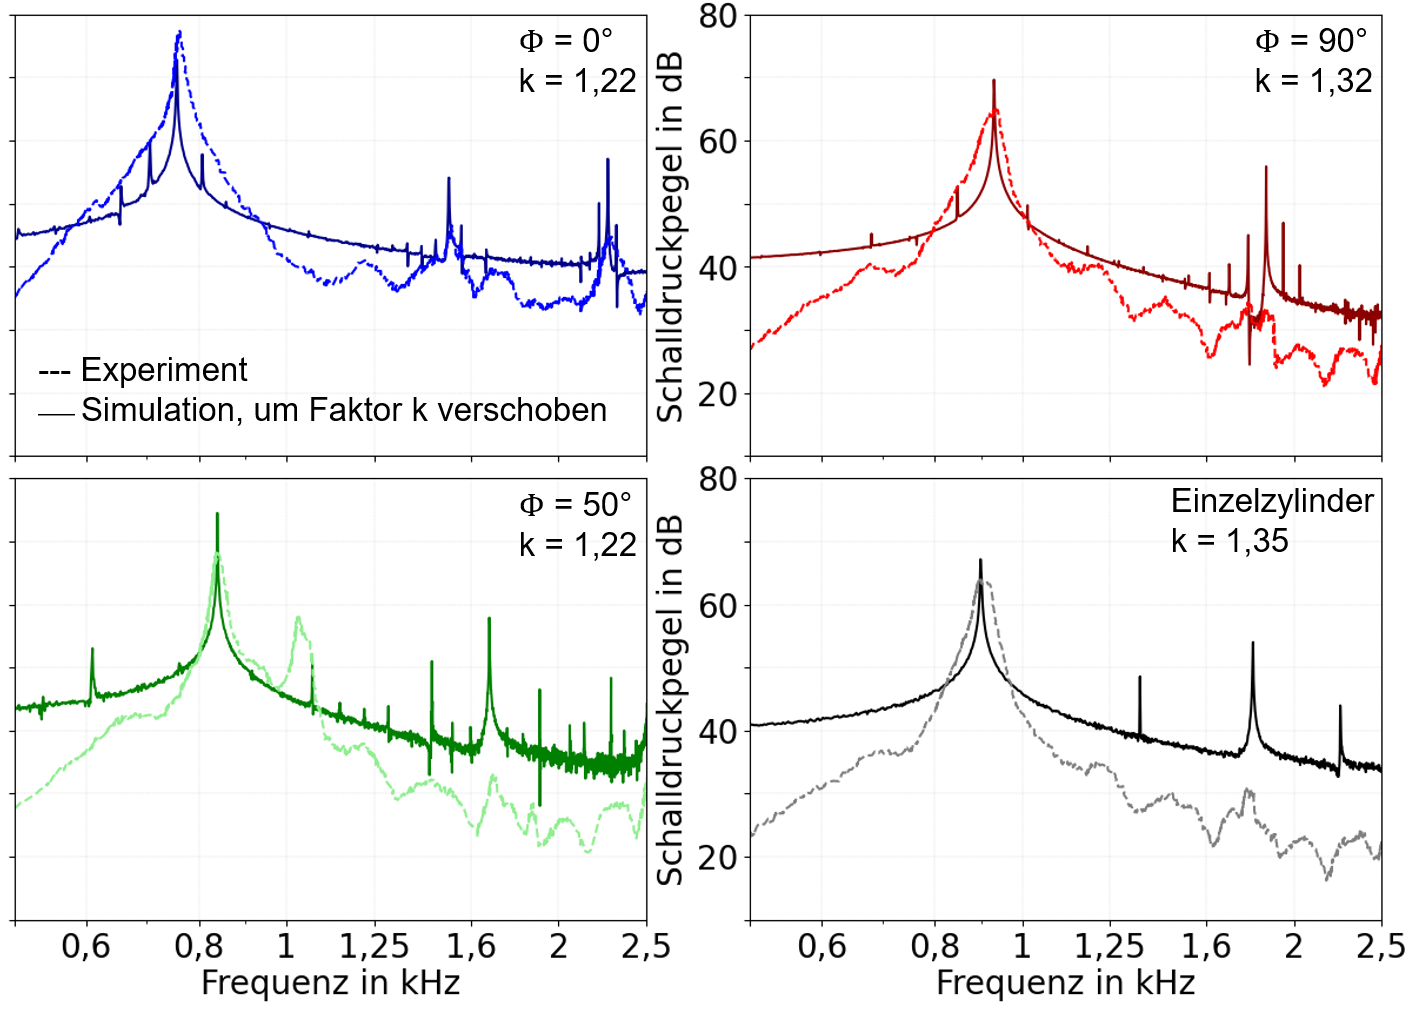 Φ = 0°
k = 1,22
--- Experiment
— Simulation, um Faktor k verschoben
Schalldruckpegel in dB
80
60
40
20
Φ = 90°
k = 1,32
Φ = 50°
k = 1,22
0,6 0,8 1 1,25 1,6 2 2,5
Frequenz in kHz
Schalldruckpegel in dB
80
60
40
20
Einzelzylinder
k = 1,35
0,6 0,8 1 1,25 1,6 2 2,5
Frequenz in kHz